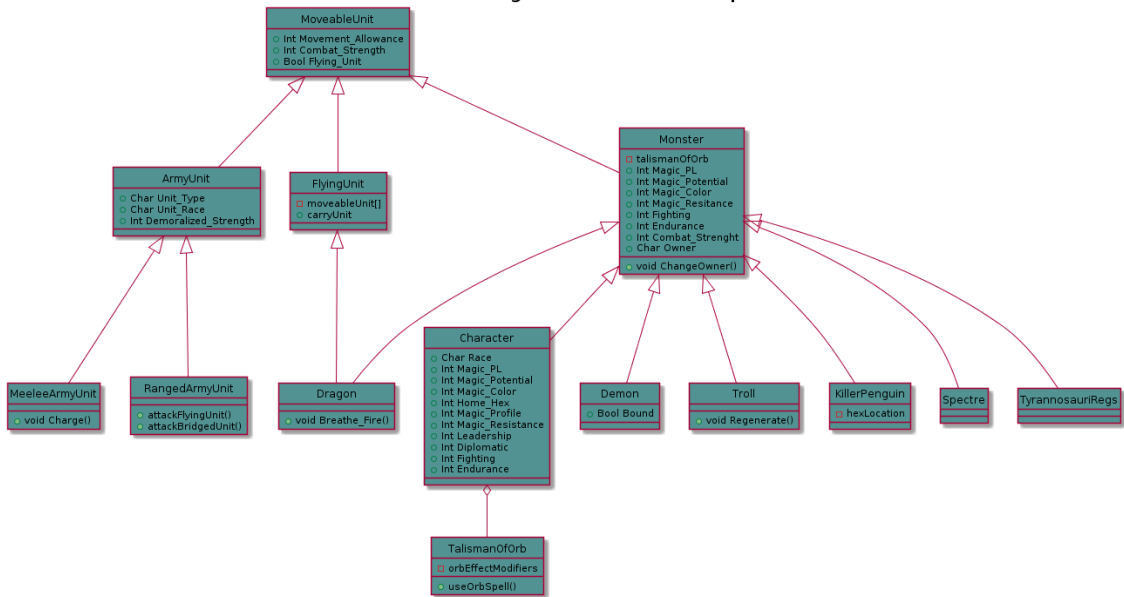 MoveableUnit
Int Movement_Allowance
Int Combat_Strength
Bool Flying_Unit
ArmyUnit
Char Unit_Type
Char Unit_Race
Int Demoralized_Strength
FlyingUnit
moveableUnit[]
carryUnit
Monster
talismanOfOrb
Int Magic_PL
Int Magic_Potential
Int Magic_Color
Int Magic_Resitance
Int Fighting
Int Endurance
Int Combat_Strenght
Char Owner
void ChangeOwner()
MeeleeArmyUnit
void Charge()
RangedArmyUnit
attackFlyingUnit()
attackBridgedUnit()
Dragon
void Breathe_Fire()
Character
Char Race
Int Magic_PL
Int Magic_Potential
Int Magic_Color
Int Home_Hex
Int Magic_Profile
Int Magic_Resistance
Int Leadership
Int Diplomatic
Int Fighting
Int Endurance
Demon
Bool Bound
Troll
void Regenerate()
KillerPenguin
hexLocation
Spectre
TyrannosauriRegs
TalismanOfOrb
orbEffectModifiers
useOrbSpell()